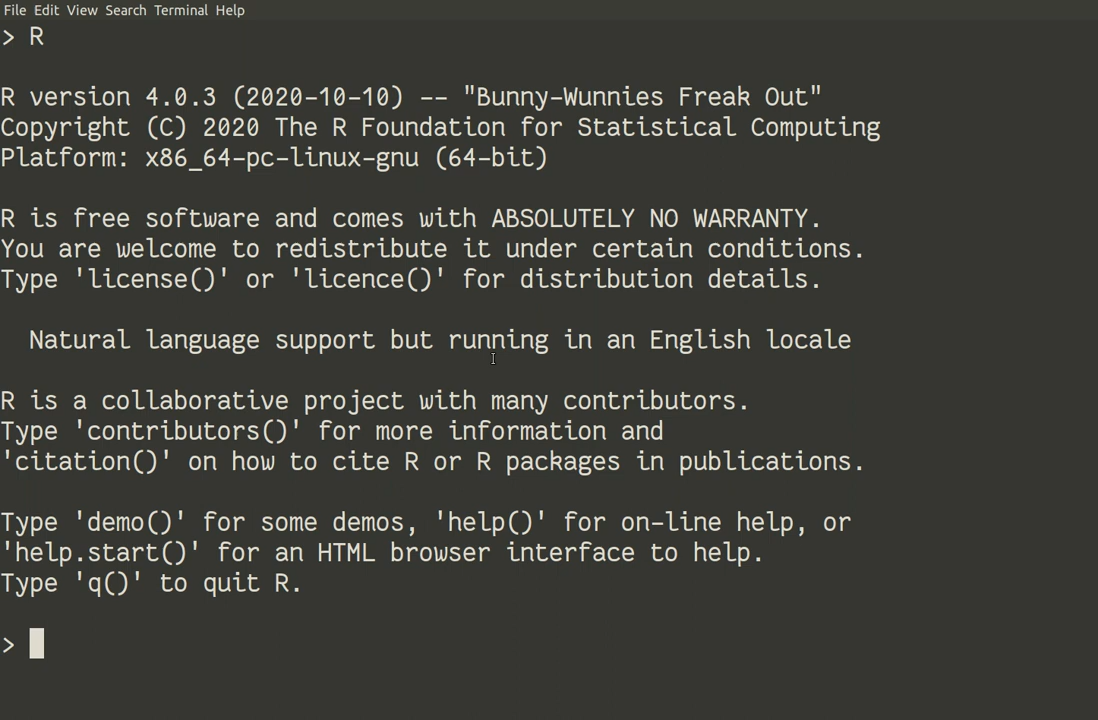 File Edit View Search Terminal Help
> R
R version 4.0.3 (2020-10-10) -- "Bunny-Wunnies Freak Out"
Copyright (C) 2020 The R Foundation for Statistical Computing
Platform: x86_64-pc-linux-gnu (64-bit)
R is free software and comes with ABSOLUTELY NO WARRANTY.
You are welcome to redistribute it under certain conditions.
Type 'license()' or 'licence()' for distribution details.
Natural language support but running in an English locale
R is a collaborative project with many contributors.
Type 'contributors()' for more information and
'citation()' on how to cite R or R packages in publications.
Type 'demo()' for some demos, 'help()' for on-line help, or
'help.start()' for an HTML browser interface to help.
Type 'q()' to quit R.
>